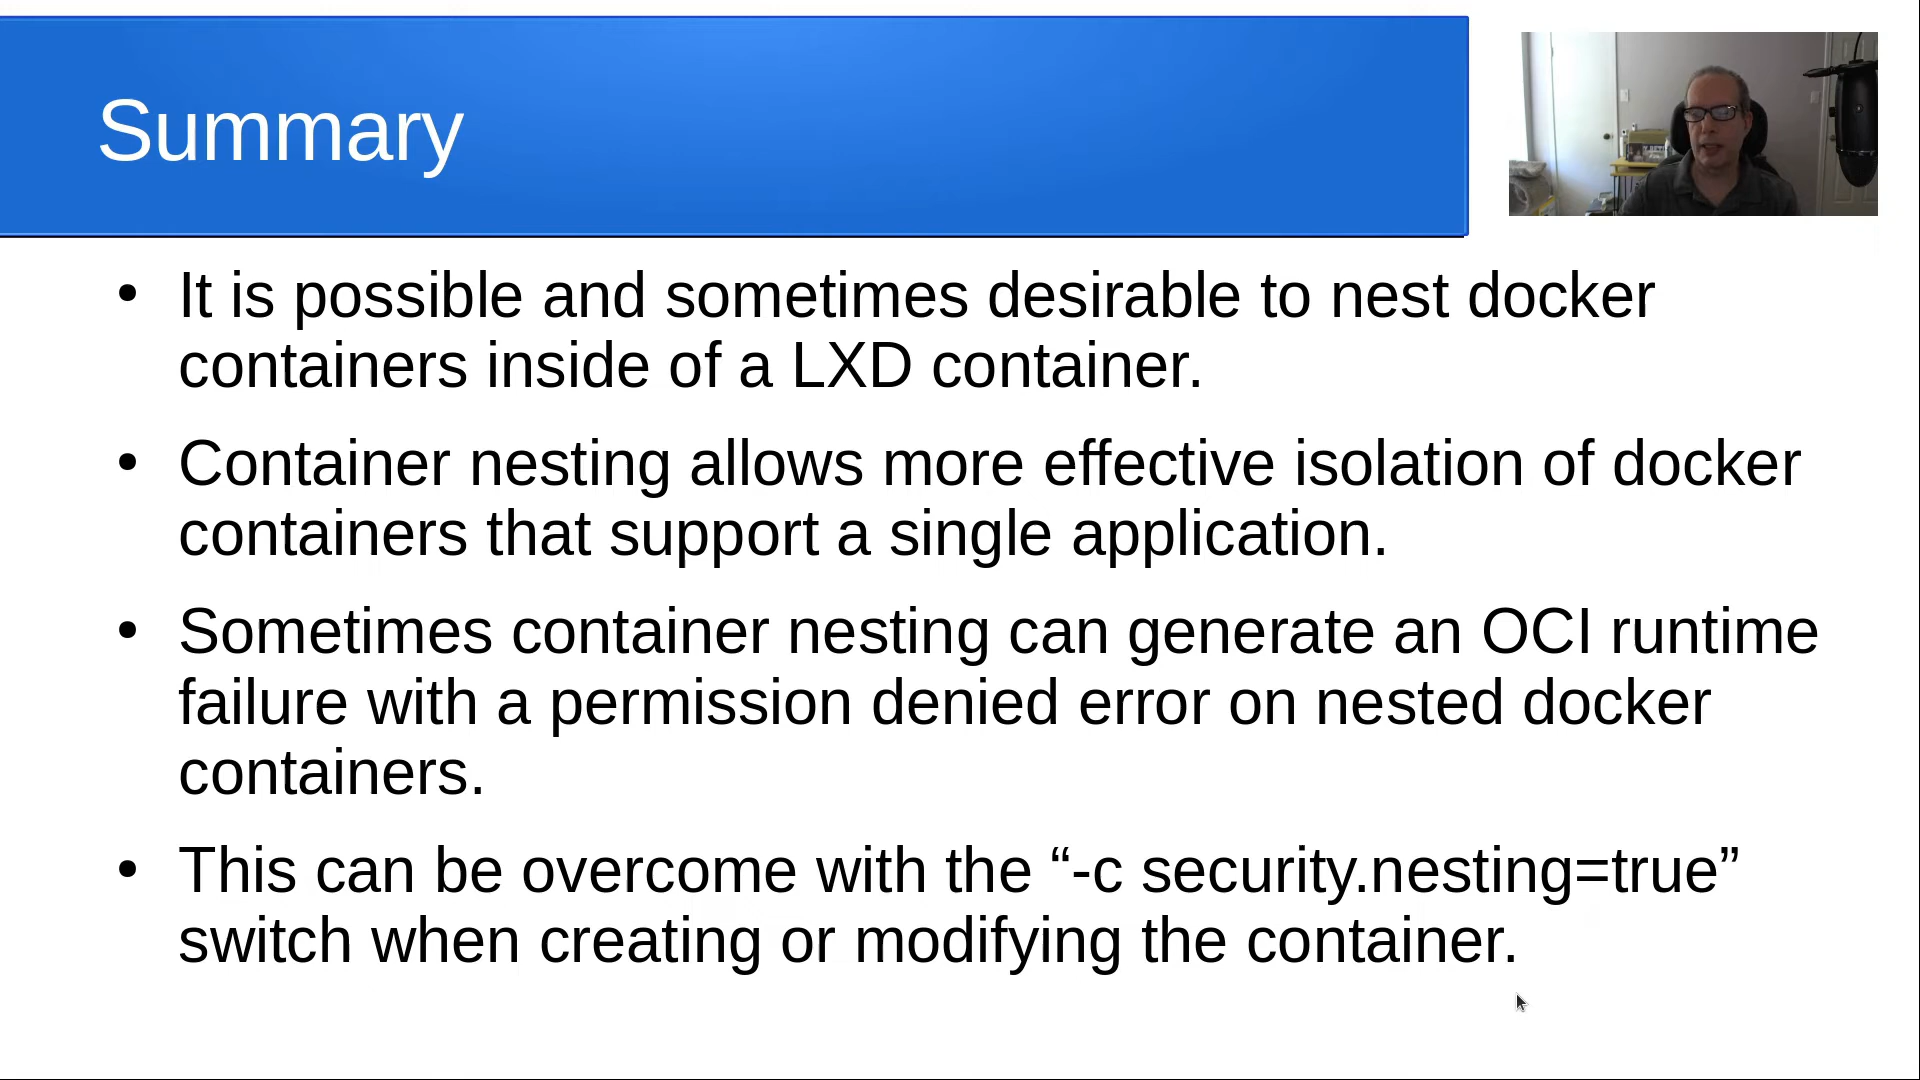 Summary
• It is possible and sometimes desirable to nest docker
containers inside of a LXD container.
• Container nesting allows more effective isolation of docker
containers that support a single application.
• Sometimes container nesting can generate an OCI runtime
failure with a permission denied error on nested docker
containers.
• This can be overcome with the “-c security.nesting=true”
switch when creating or modifying the container.